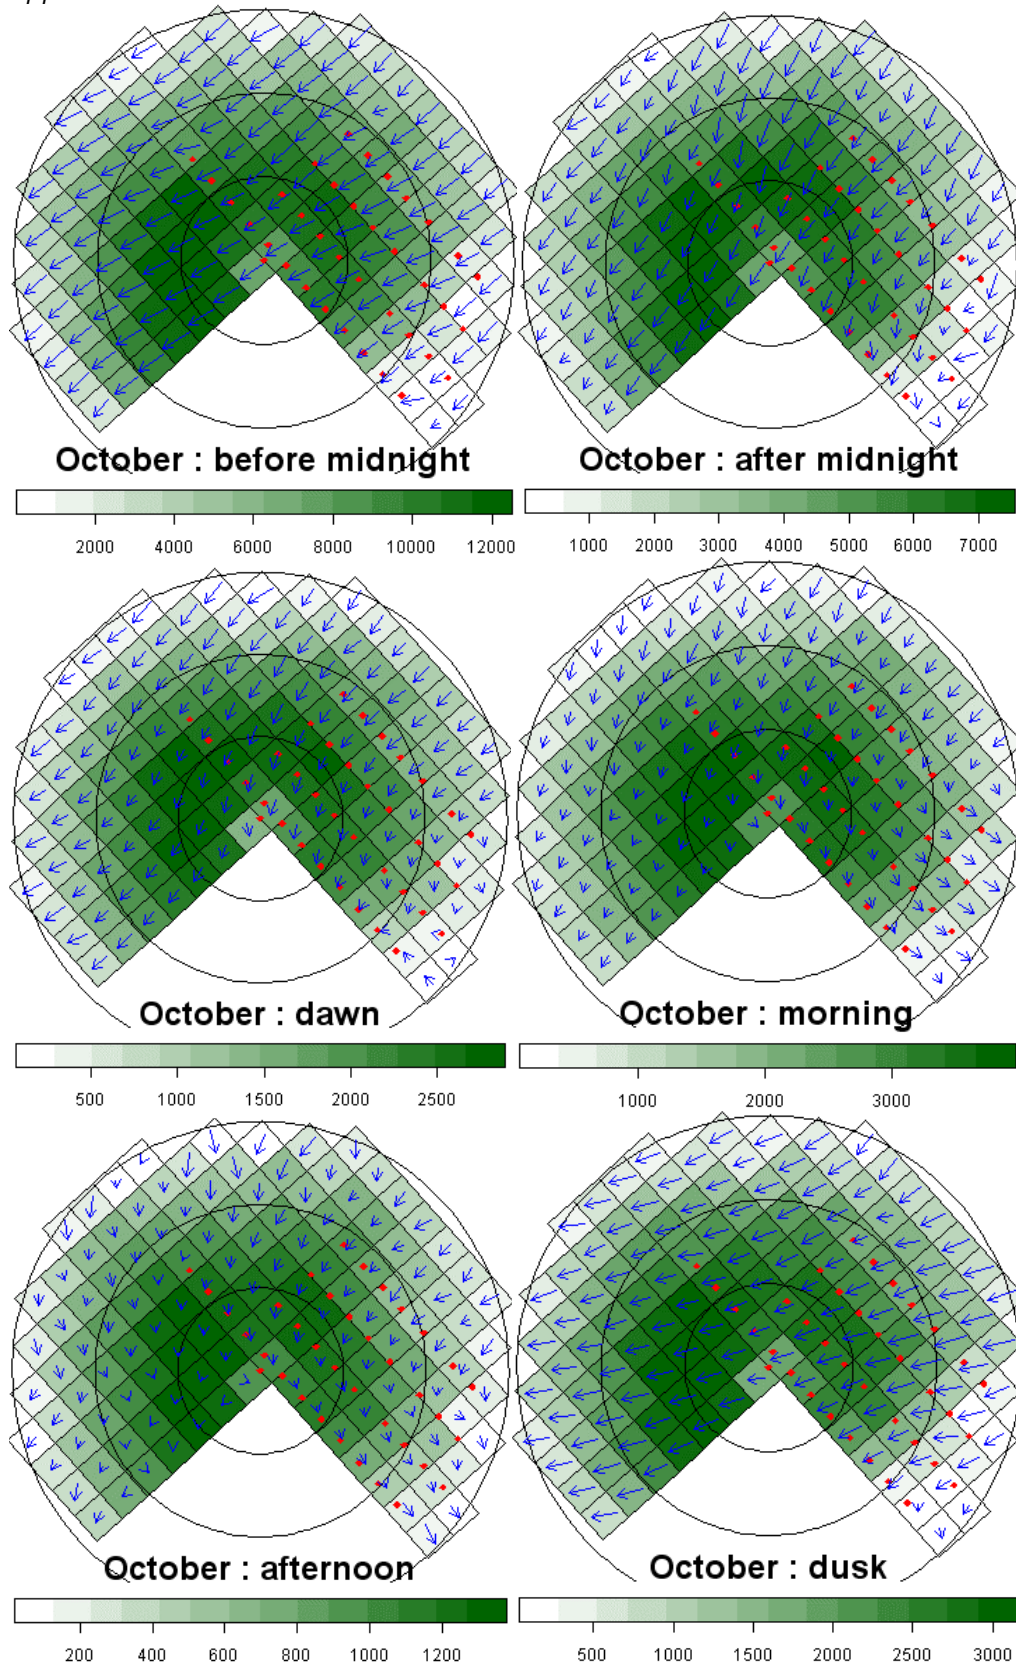 October : before midnight
October : after midnight
2000 4000 6000 8000 10000 12000
1000 2000 3000 4000 5000 6000 7000
October : dawn
October : morning
500 1000 1500 2000 2500
1000 2000 3000
October : afternoon
October : dusk
200 400 600 800 1000 1200
500 1000 1500 2000 2500 3000